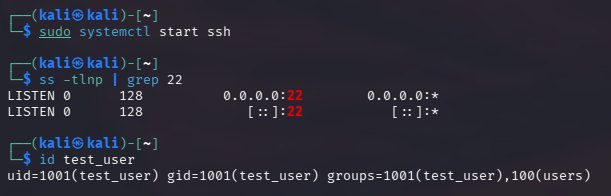 ┌──(kali㉿kali)-[~]
└─$ sudo systemctl start ssh
┌──(kali㉿kali)-[~]
└─$ ss -tlnp | grep 22
LISTEN 0      128          0.0.0.0:22        0.0.0.0:*
LISTEN 0      128             [::]:22           [::]:*
┌──(kali㉿kali)-[~]
└─$ id test_user
uid=1001(test_user) gid=1001(test_user) groups=1001(test_user),100(users)